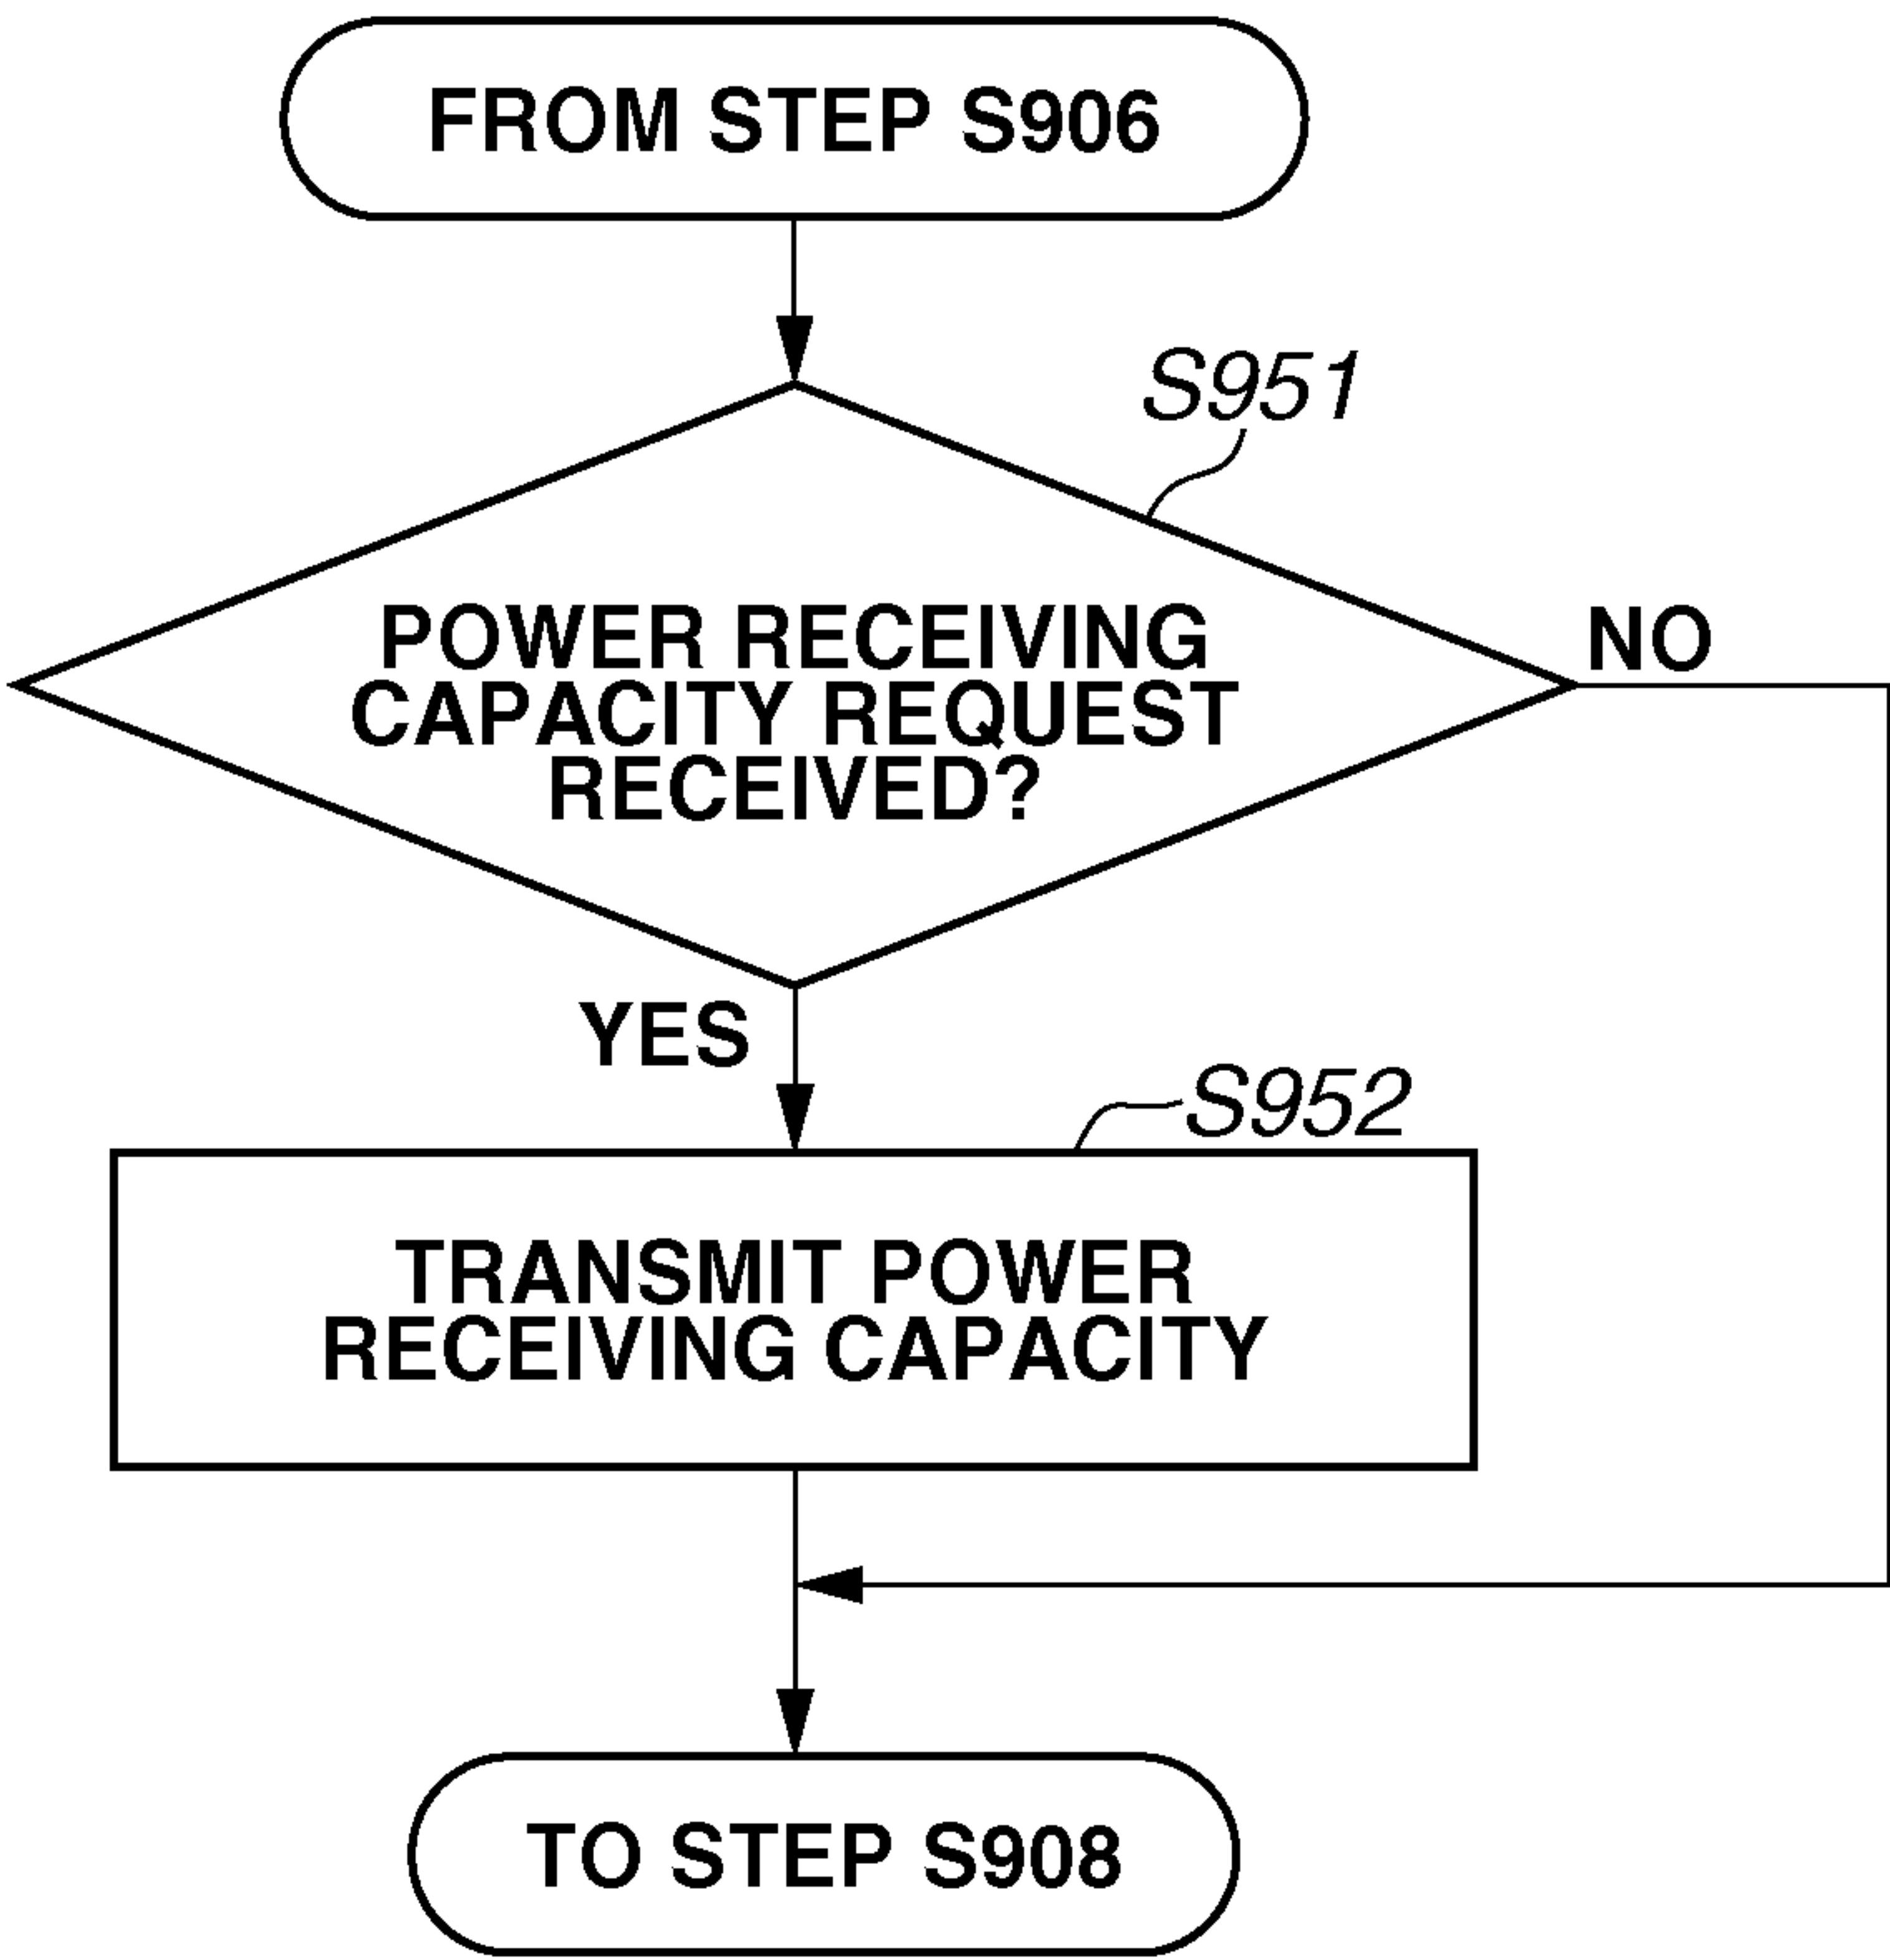 FROM STEP S906
S951
POWER RECEIVING
CAPACITY REQUEST
RECEIVED?
NO
YES
S952
TRANSMIT POWER
RECEIVING CAPACITY
TO STEP S908